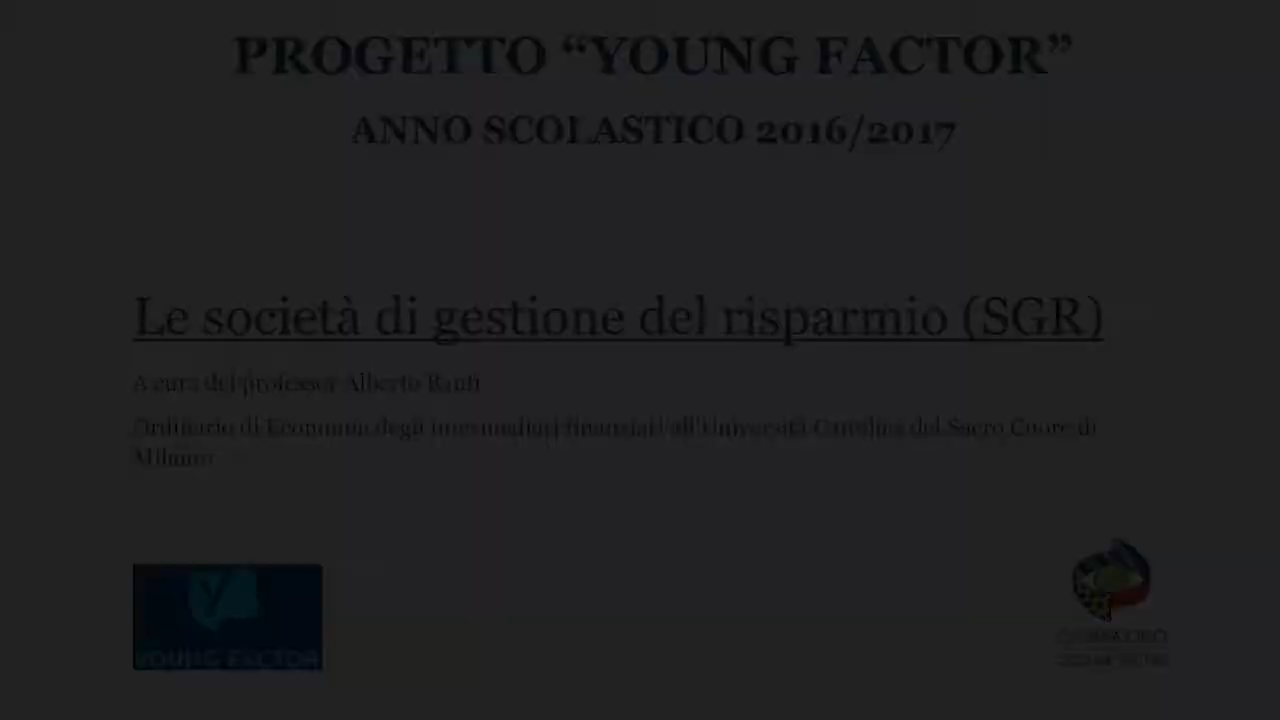 PROGETTO “YOUNG FACTOR”
ANNO SCOLASTICO 2016/2017
Le società di gestione del risparmio (SGR)
A cura del professor Alberto Banfi
Ordinario di Economia degli intermediari finanziari all'Università Cattolica del Sacro Cuore di
Milano
YOUNG FACTOR